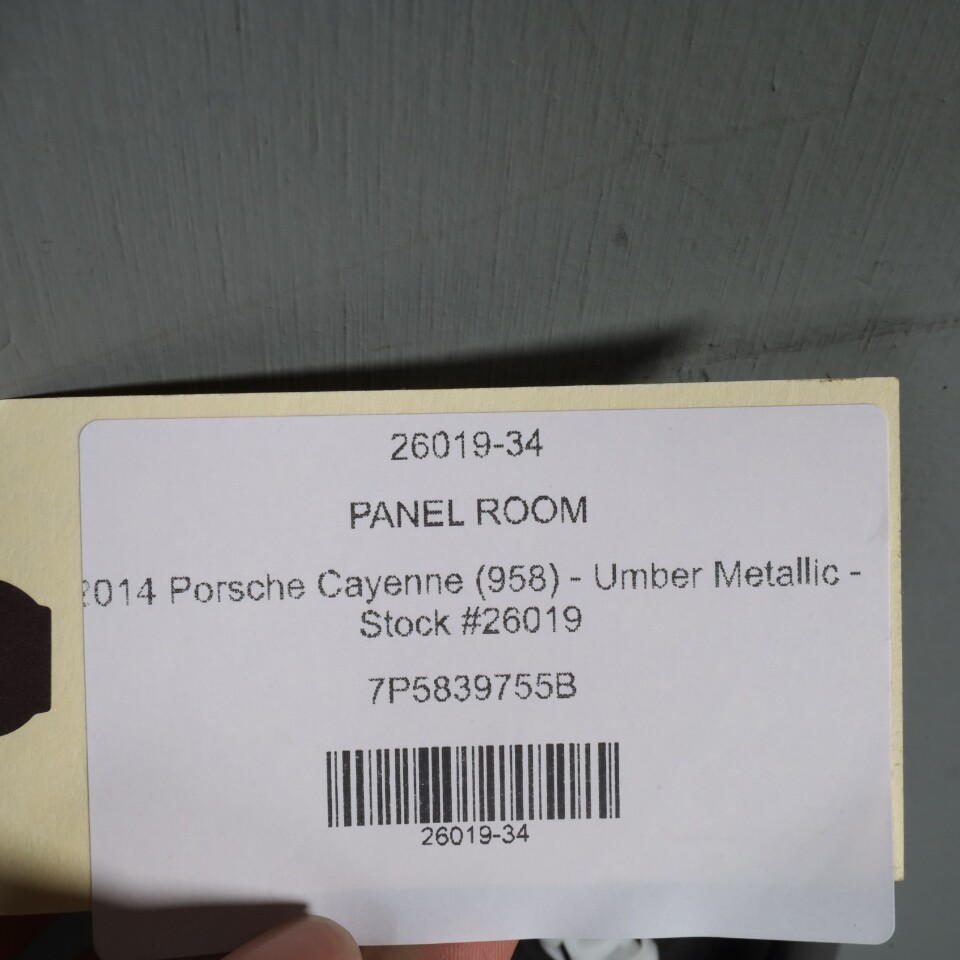 26019-34
PANEL ROOM
2014 Porsche Cayenne (958) - Umber Metallic -
Stock #26019
7P5839755B
26019-34